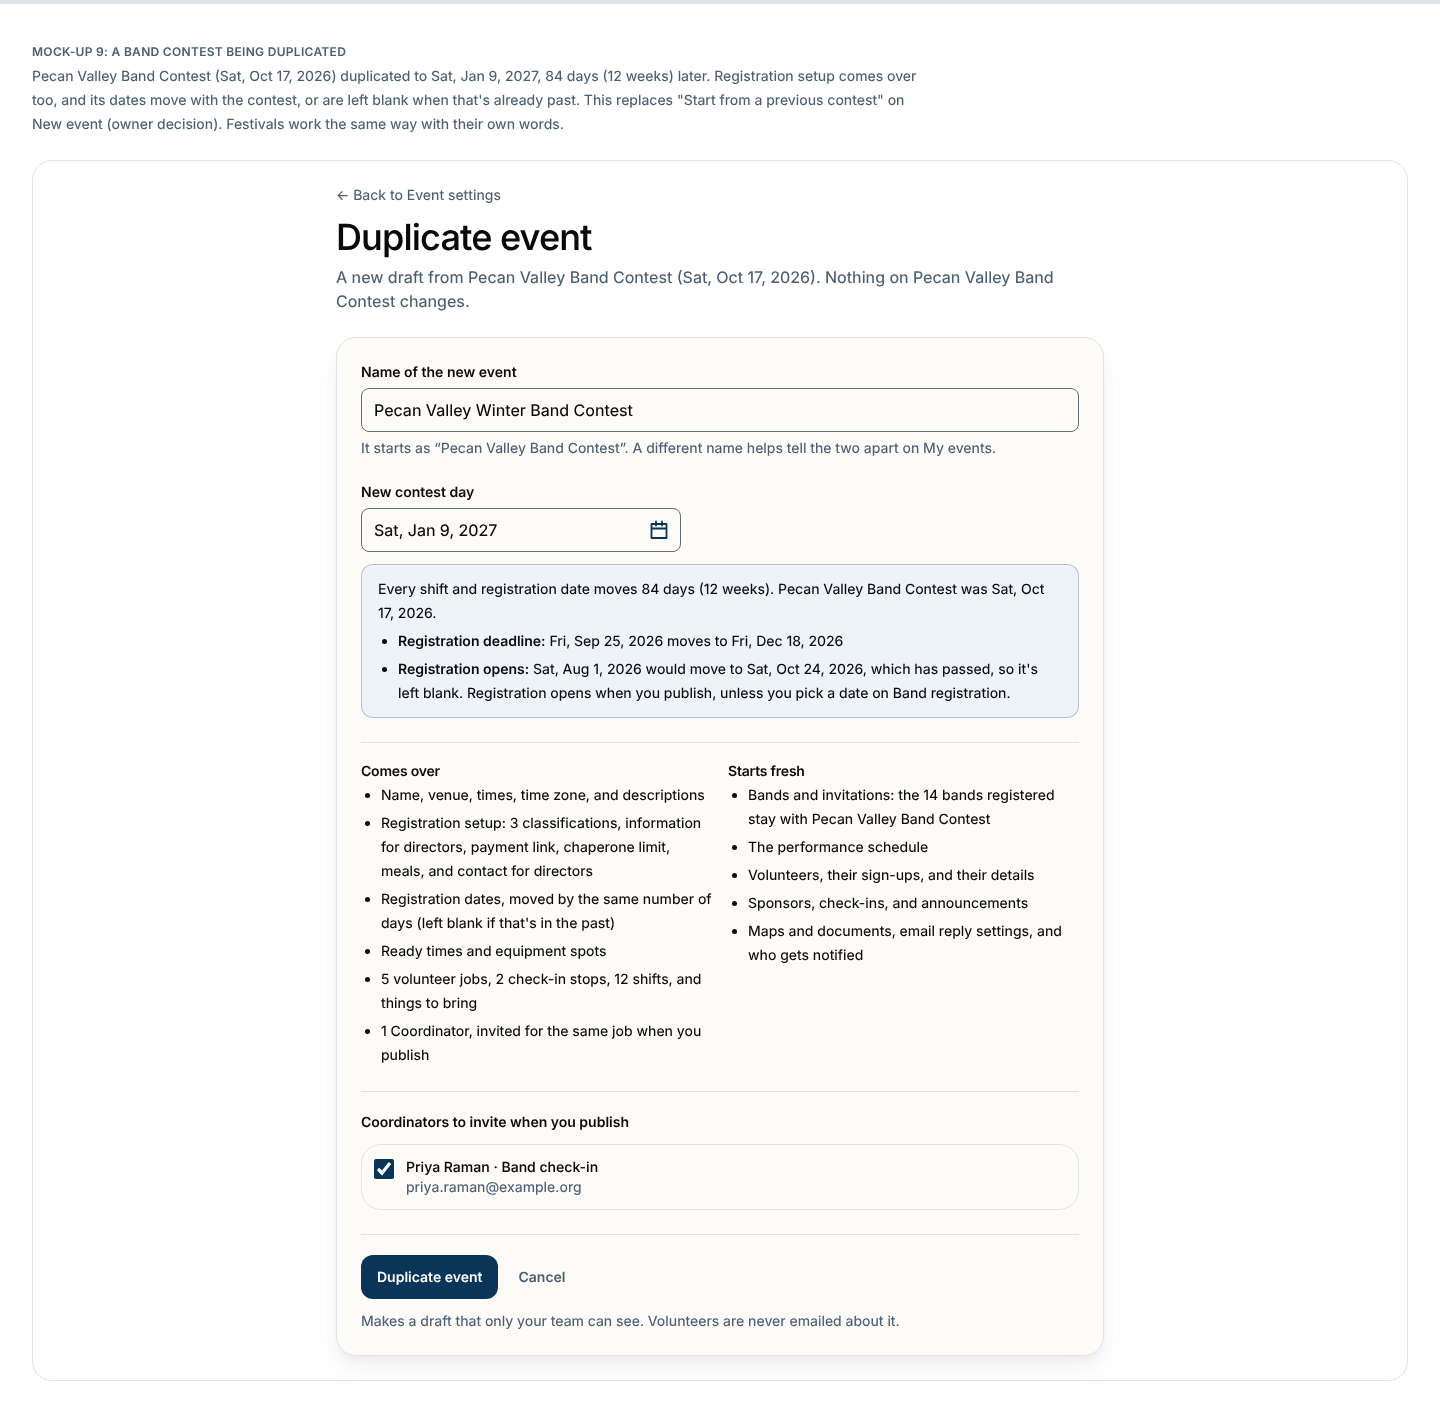 MOCK-UP 9: A BAND CONTEST BEING DUPLICATED
Pecan Valley Band Contest (Sat, Oct 17, 2026) duplicated to Sat, Jan 9, 2027, 84 days (12 weeks) later. Registration setup comes over
too, and its dates move with the contest, or are left blank when that's already past. This replaces "Start from a previous contest" on
New event (owner decision). Festivals work the same way with their own words.
← Back to Event settings
Duplicate event
A new draft from Pecan Valley Band Contest (Sat, Oct 17, 2026). Nothing on Pecan Valley Band
Contest changes.
Name of the new event
Pecan Valley Winter Band Contest
It starts as “Pecan Valley Band Contest”. A different name helps tell the two apart on My events.
New contest day
Sat, Jan 9, 2027
Every shift and registration date moves 84 days (12 weeks). Pecan Valley Band Contest was Sat, Oct
17, 2026.
• Registration deadline: Fri, Sep 25, 2026 moves to Fri, Dec 18, 2026
• Registration opens: Sat, Aug 1, 2026 would move to Sat, Oct 24, 2026, which has passed, so it's
left blank. Registration opens when you publish, unless you pick a date on Band registration.
Comes over
• Name, venue, times, time zone, and descriptions
• Registration setup: 3 classifications, information
for directors, payment link, chaperone limit,
meals, and contact for directors
• Registration dates, moved by the same number of
days (left blank if that's in the past)
• Ready times and equipment spots
• 5 volunteer jobs, 2 check-in stops, 12 shifts, and
things to bring
• 1 Coordinator, invited for the same job when you
publish
Starts fresh
• Bands and invitations: the 14 bands registered
stay with Pecan Valley Band Contest
• The performance schedule
• Volunteers, their sign-ups, and their details
• Sponsors, check-ins, and announcements
• Maps and documents, email reply settings, and
who gets notified
Coordinators to invite when you publish
Priya Raman · Band check-in
priya.raman@example.org
Duplicate event
Cancel
Makes a draft that only your team can see. Volunteers are never emailed about it.